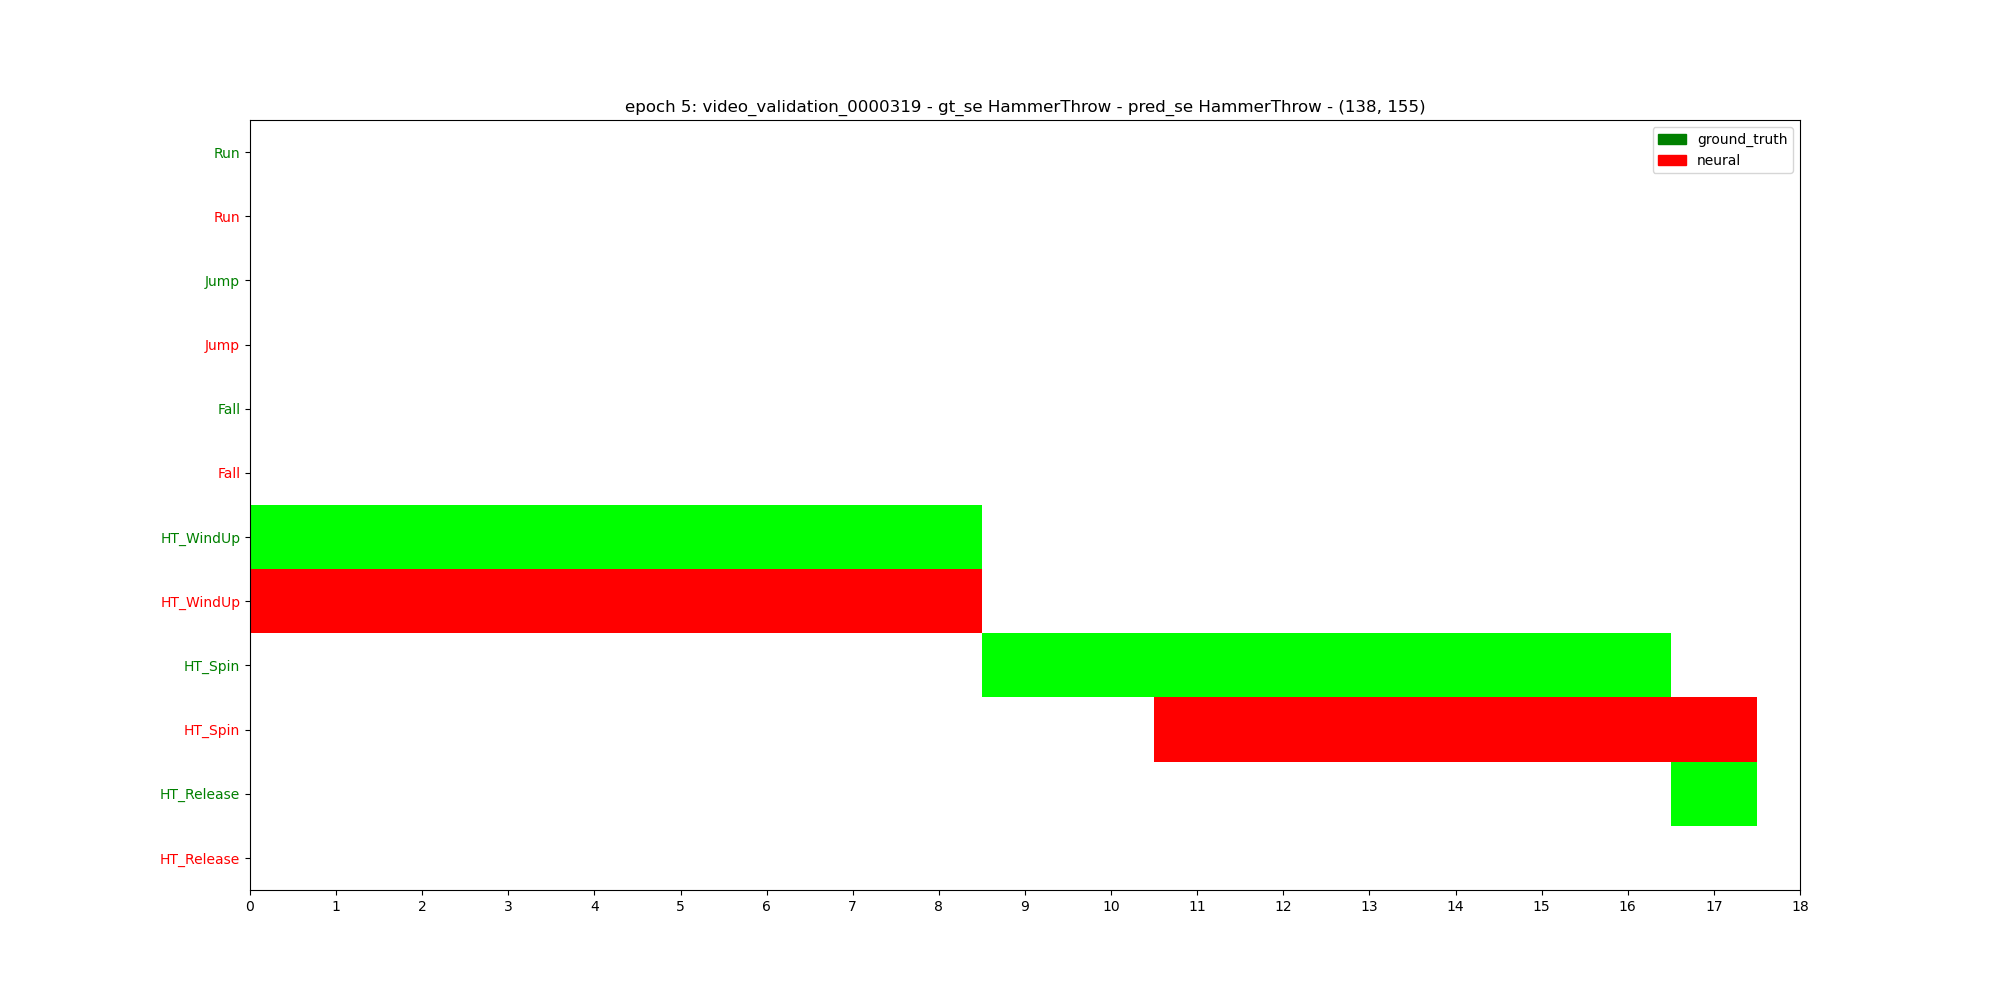 epoch 5: video_validation_0000319 - gt_se HammerThrow - pred_se HammerThrow - (138, 155)
ground_truth
neural
Run
Run
Jump
Jump
Fall
Fall
HT_WindUp
HT_WindUp
HT_Spin
HT_Spin
HT_Release
HT_Release
0 1 2 3 4 5 6 7 8 9 10 11 12 13 14 15 16 17 18